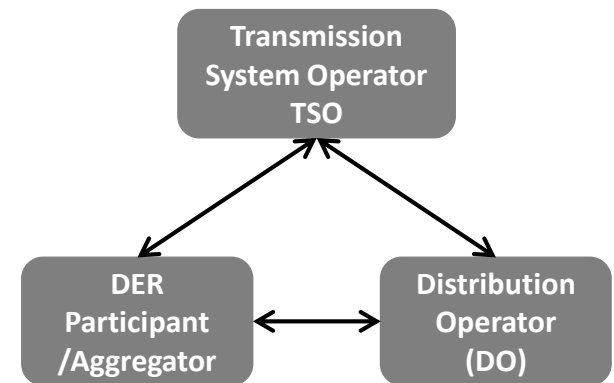 Transmission
System Operator
TSO
DER
Participant
/Aggregator
Distribution
Operator
(DO)